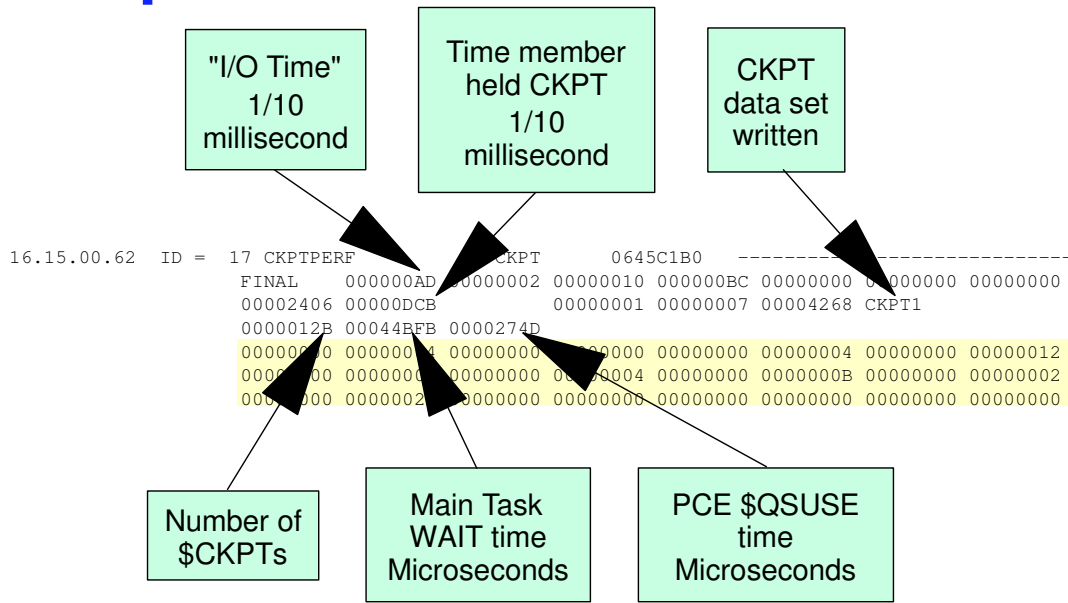 "I/O Time"
1/10
millisecond
Time member
held CKPT
1/10
millisecond
CKPT
data set
written
16.15.00.62 ID = 17 CKPTPERF CKPT 0645C1B0 -----------------------------
FINAL 000000AD 00000002 00000010 000000BC 00000000 00000000 00000000
00002406 00000DCB 00000001 00000007 00004268 CKPT1
0000012B 00044BFB 0000274D
00000000 00000000 00000000 00000000 00000004 00000000 00000012
00000000 00000000 0000000B 00000000 00000002
00000000 00000000 00000000 00000000 00000000 00000000
Number of
$CKPTs
Main Task
WAIT time
Microseconds
PCE $QSUSE
time
Microseconds